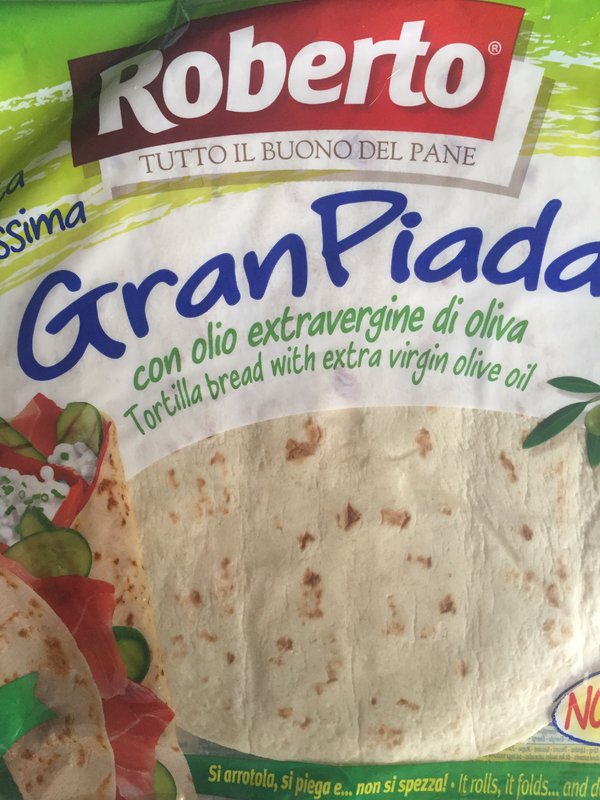 Roberto®
TUTTO IL BUONO DEL PANE
GranPiada
con olio extravergine di oliva
Tortilla bread with extra virgin olive oil
Si arrotola, si piega e... non si spezza! • It rolls, it folds... and